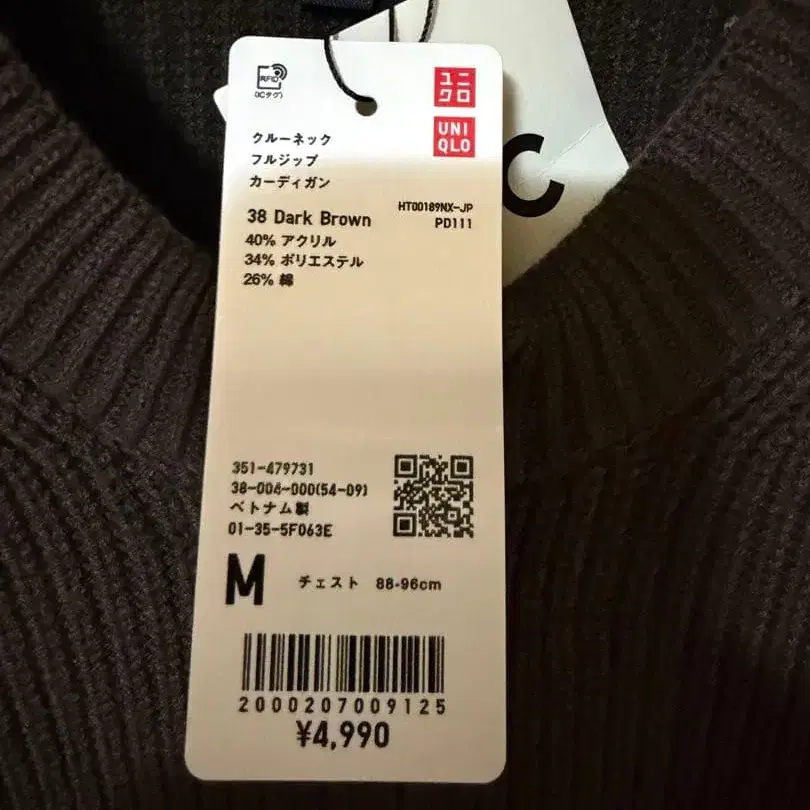 RFID
(ICタグ)
ユニ
クロ
UNI
QLO
クルーネック
フルジップ
カーディガン
38 Dark Brown
HT00189NX-JP
PD111
40% アクリル
34% ポリエステル
26% 綿
C
351-479731
38-004-000(54-09)
ベトナム製
01-35-5F063E
M チェスト 88-96cm
2000207009125
¥4,990